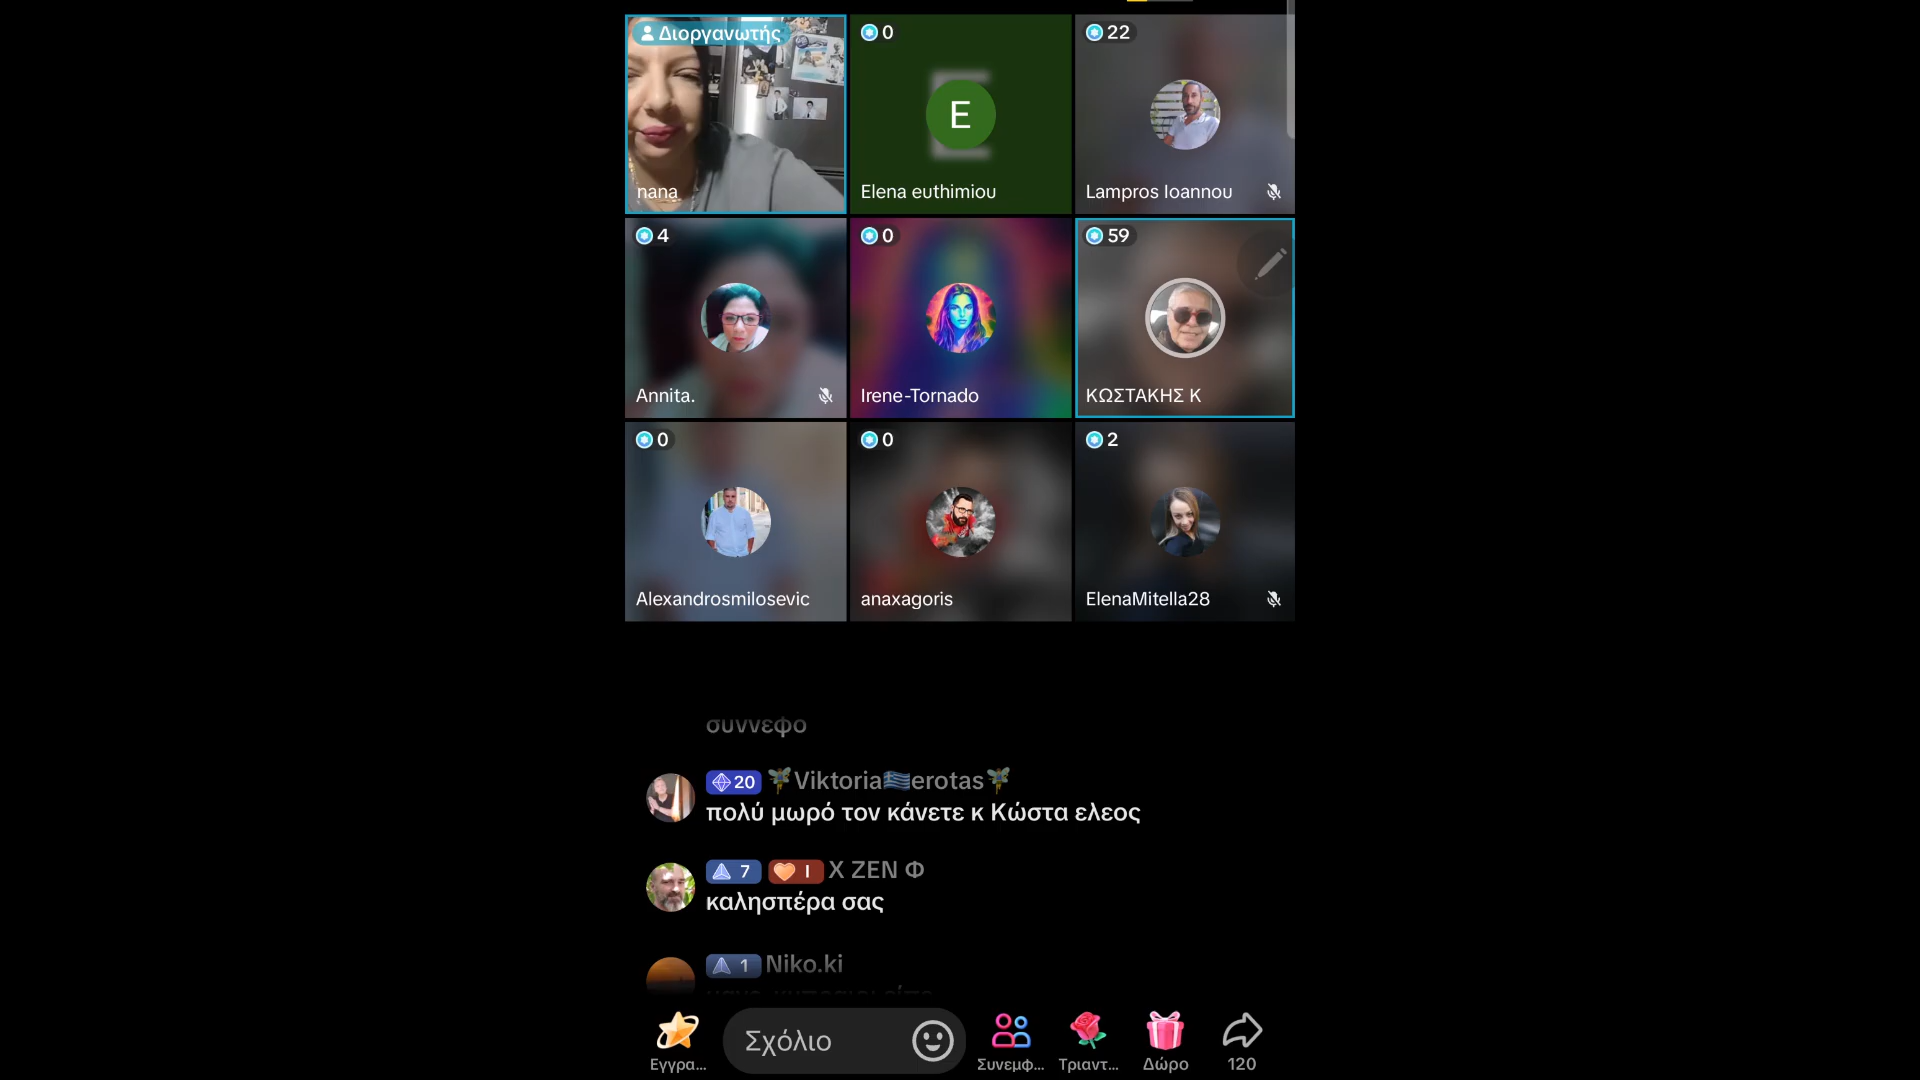 Διοργανωτής
nana
0
E
Elena euthimiou
22
Lampros Ioannou
4
Annita.
0
Irene-Tornado
59
ΚΩΣΤΑΚΗΣ Κ
0
Alexandrosmilosevic
0
anaxagoris
2
ElenaMitella28
συννεφο
20 Viktoria erotas
πολύ μωρό τον κάνετε κ Κώστα ελεος
7 I X ZEN Φ
καλησπέρα σας
1 Niko.ki
Σχόλιο
Εγγρα... Συνεμφ... Τριαντ... Δώρο 120